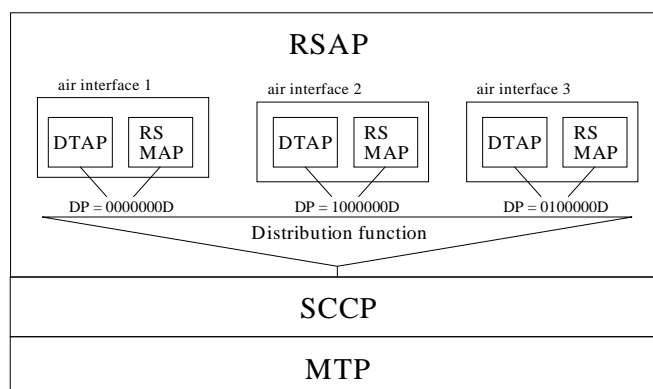 RSAP
air interface 1
air interface 2
air interface 3
DTAP
RS
MAP
DTAP
RS
MAP
DTAP
RS
MAP
DP = 0000000D
DP = 1000000D
DP = 0100000D
Distribution function
SCCP
MTP